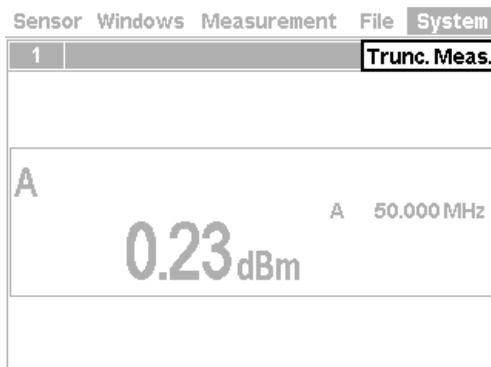 Sensor Windows Measurement File System
1 Trunc. Meas.
A
A 50.000 MHz
0.23 dBm